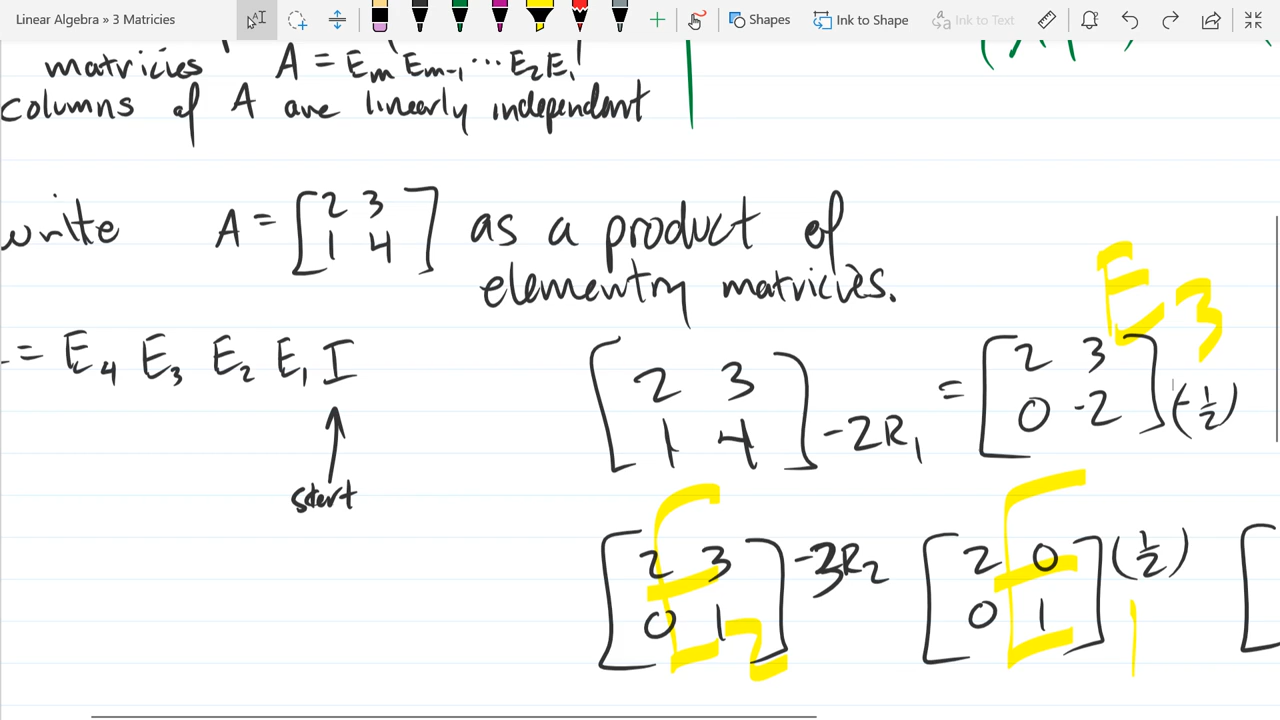 Linear Algebra » 3 Matricies
Shapes
Ink to Shape
Ink to Text
matricies A = Em Em-1 ··· E2 E1
columns of A are linearly independent
write A = [2 3
1 4] as a product of
elementry matricies.
E3
= E4 E3 E2 E1 I
start
[2 3
1 4] -2R1 = [2 3
0 -2] (-1/2)
[2 3
0 1] -3R2 [2 0
0 1] (1/2) [
E2 E1